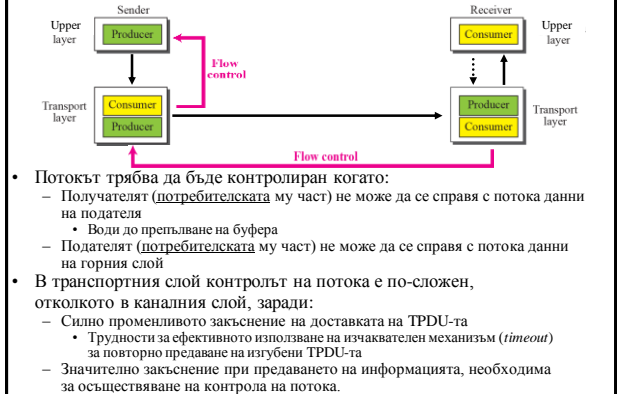 Sender
Receiver
Upper
layer
Producer
Consumer
Upper
layer
Flow
control
Transport
layer
Consumer
Producer
Producer
Consumer
Transport
layer
Flow control
• Потокът трябва да бъде контролиран когато:
– Получателят (потребителската му част) не може да се справя с потока данни
на подателя
• Води до препълване на буфера
– Подателят (потребителската му част) не може да се справя с потока данни
на горния слой
• В транспортния слой контролът на потока е по-сложен,
отколкото в каналния слой, заради:
– Силно променливото закъснение на доставката на TPDU-та
• Трудности за ефективното използване на изчаквателен механизъм (timeout)
за повторно предаване на изгубени TPDU-та
– Значително закъснение при предаването на информацията, необходима
за осъществяване на контрола на потока.